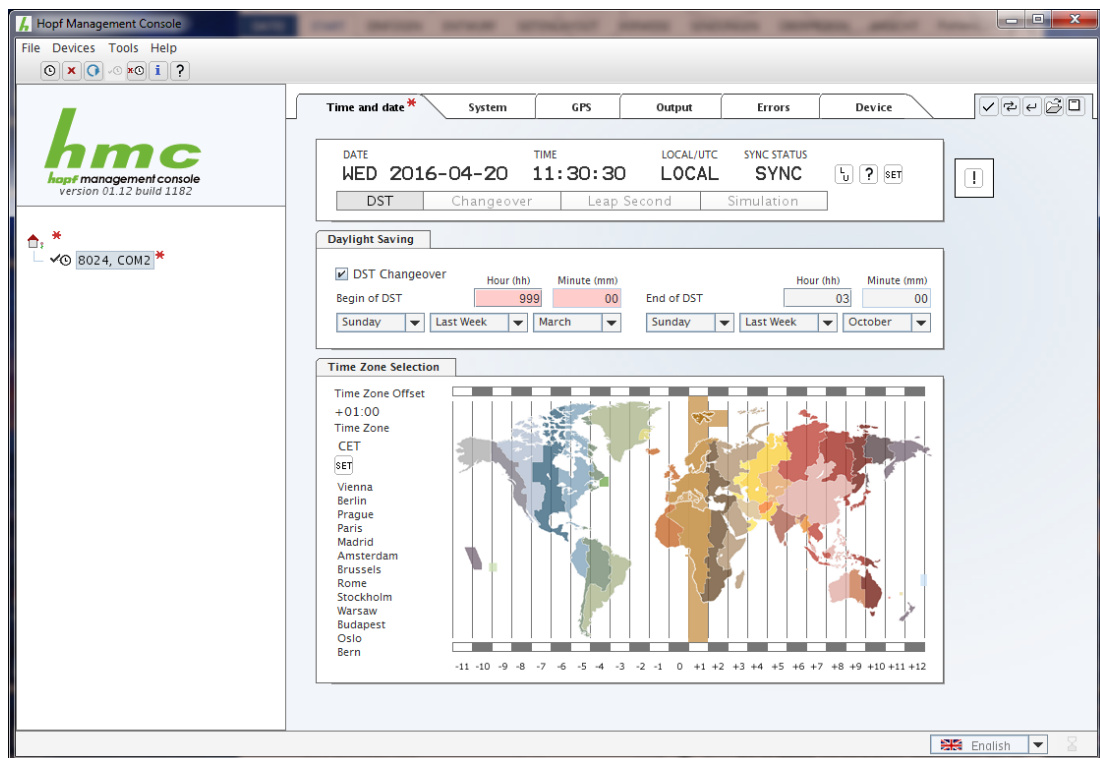 Hopf Management Console
File Devices Tools Help
hmc
hopf management console
version 01.12 build 1182
8024, COM2
Time and date System GPS Output Errors Device
DATE TIME LOCAL/UTC SYNC STATUS
WED 2016-04-20 11:30:30 LOCAL SYNC L U ? SET
!
DST Changeover Leap Second Simulation
Daylight Saving
DST Changeover Hour (hh) Minute (mm) Hour (hh) Minute (mm)
Begin of DST 999 00 End of DST 03 00
Sunday Last Week March Sunday Last Week October
Time Zone Selection
Time Zone Offset
+01:00
Time Zone
CET
SET
Vienna
Berlin
Prague
Paris
Madrid
Amsterdam
Brussels
Rome
Stockholm
Warsaw
Budapest
Oslo
Bern
-11 -10 -9 -8 -7 -6 -5 -4 -3 -2 -1 0 +1 +2 +3 +4 +5 +6 +7 +8 +9 +10 +11 +12
English